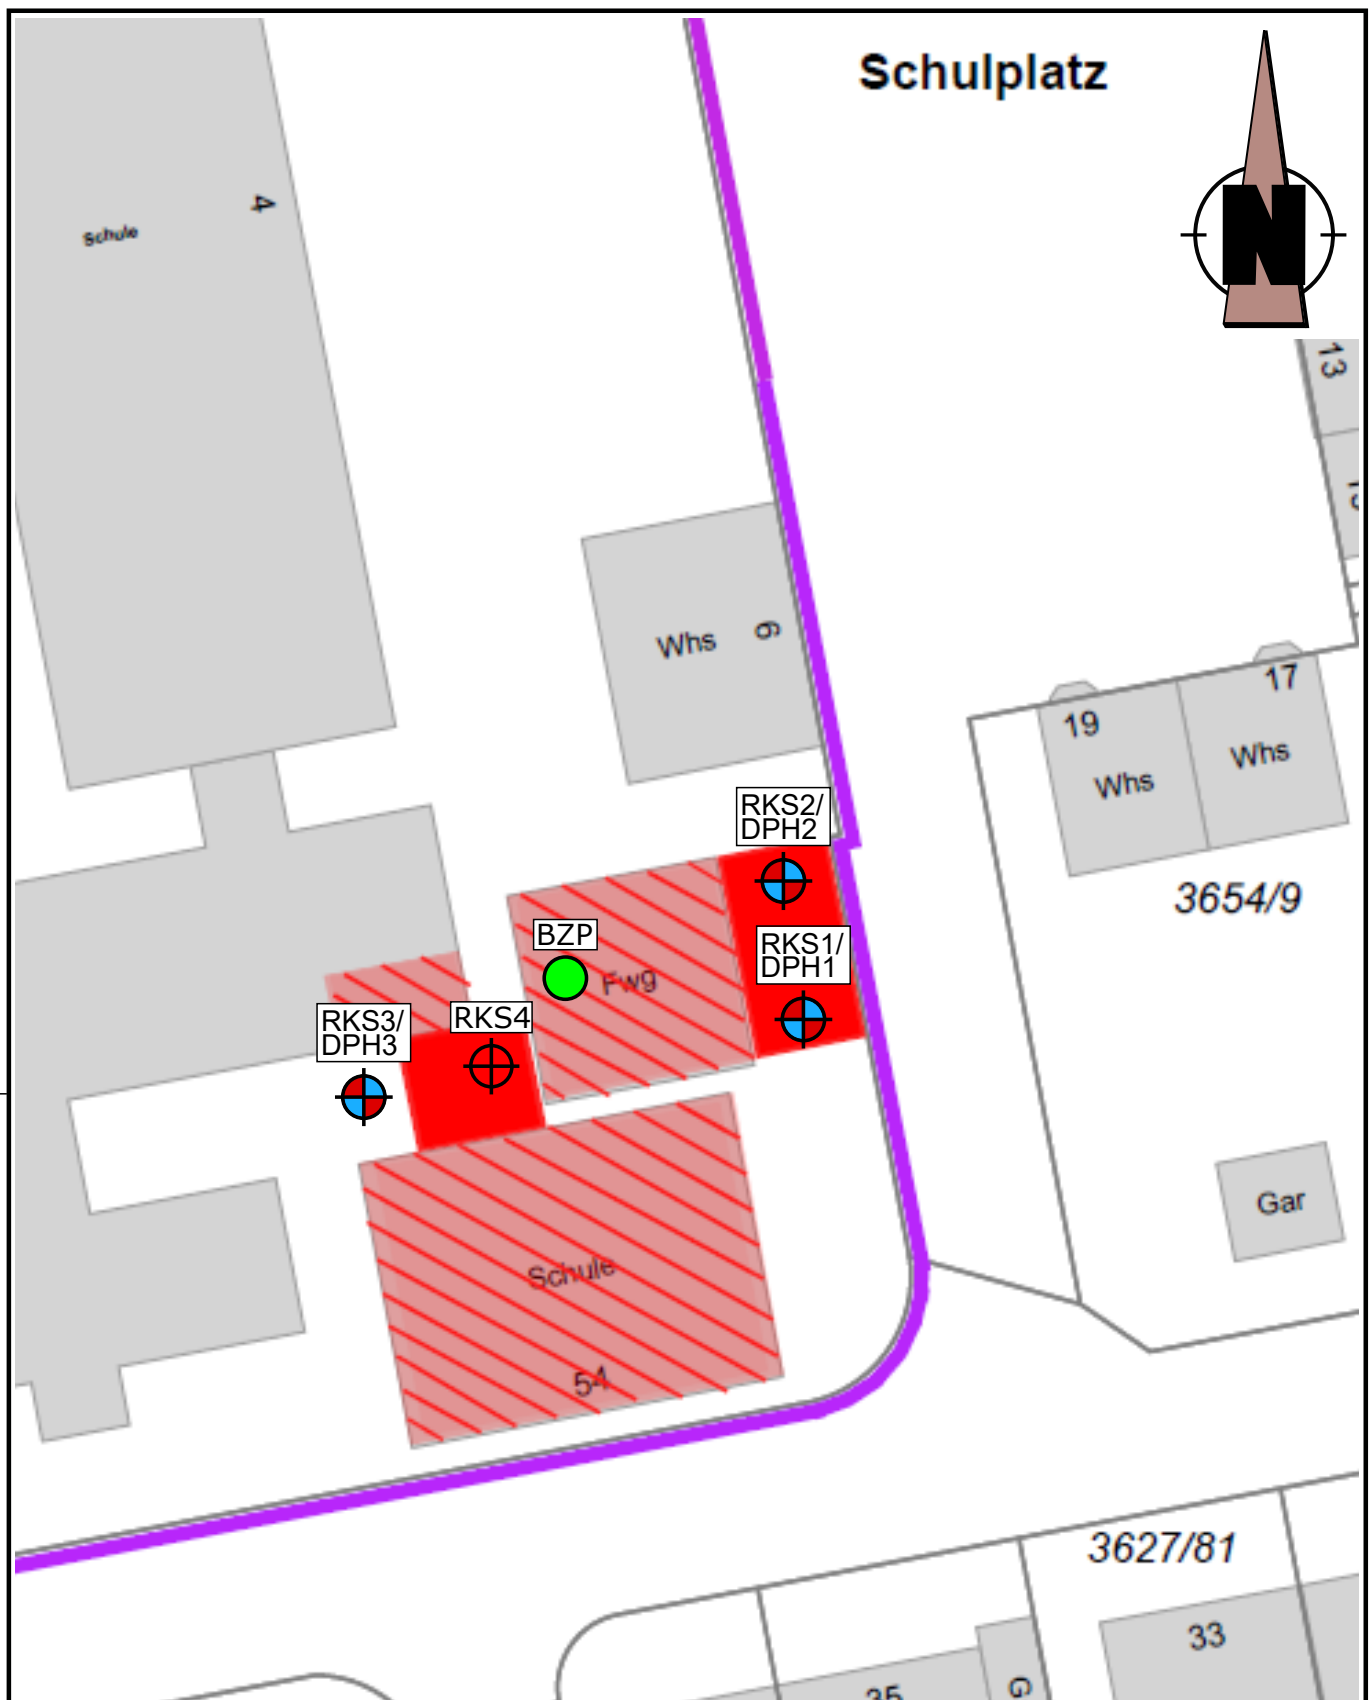 Schulplatz
N
4
Schule
13
6
Whs
17
19
Whs
Whs
RKS2/
DPH2
3654/9
BZP
RKS1/
DPH1
Fwg
RKS3/
DPH3
RKS4
Gar
Schule
54
3627/81
33
G
35